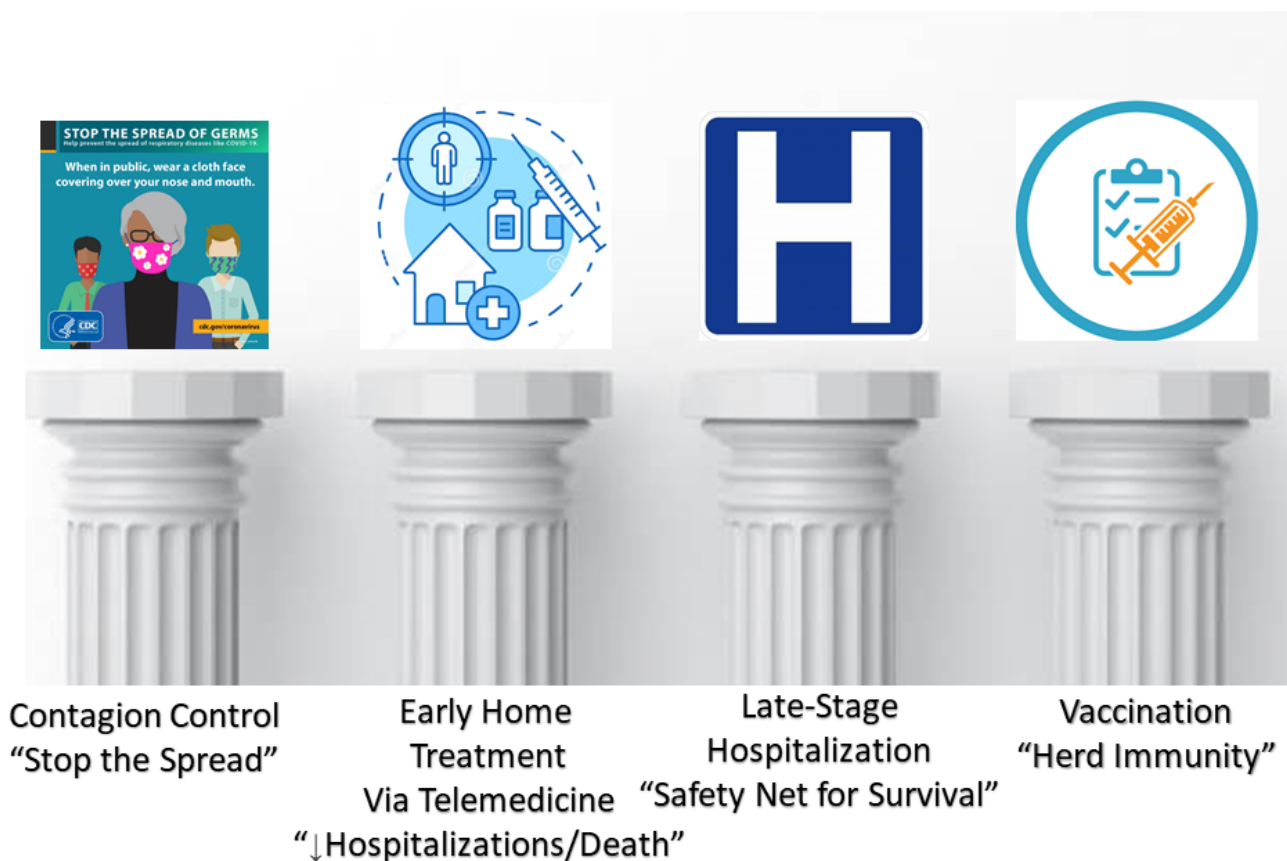 STOP THE SPREAD OF GERMS
Help prevent the spread of respiratory diseases like COVID-19.
When in public, wear a cloth face
covering over your nose and mouth.
CDC
cdc.gov/coronavirus
H
Contagion Control
“Stop the Spread”
Early Home
Treatment
Via Telemedicine
“↓Hospitalizations/Death”
Late-Stage
Hospitalization
“Safety Net for Survival”
Vaccination
“Herd Immunity”